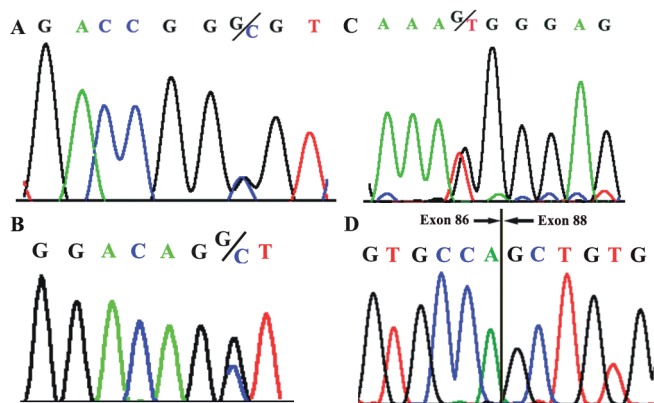 A G A C C G G G/C G T
C A A A G/T G G G A G
B G G A C A G G/C T
Exon 86 Exon 88
D G T G C C A G C T G T G